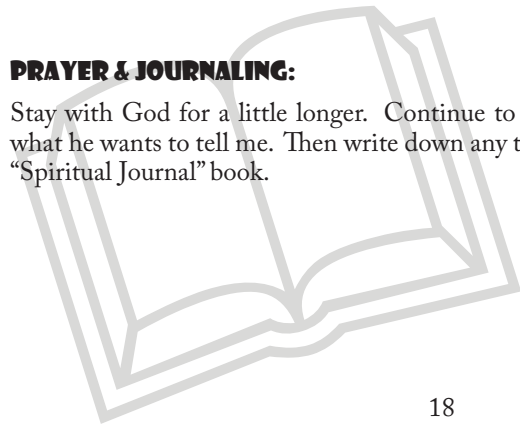 PRAYER & JOURNALING:
Stay with God for a little longer. Continue to
what he wants to tell me. Then write down any
“Spiritual Journal” book.
18